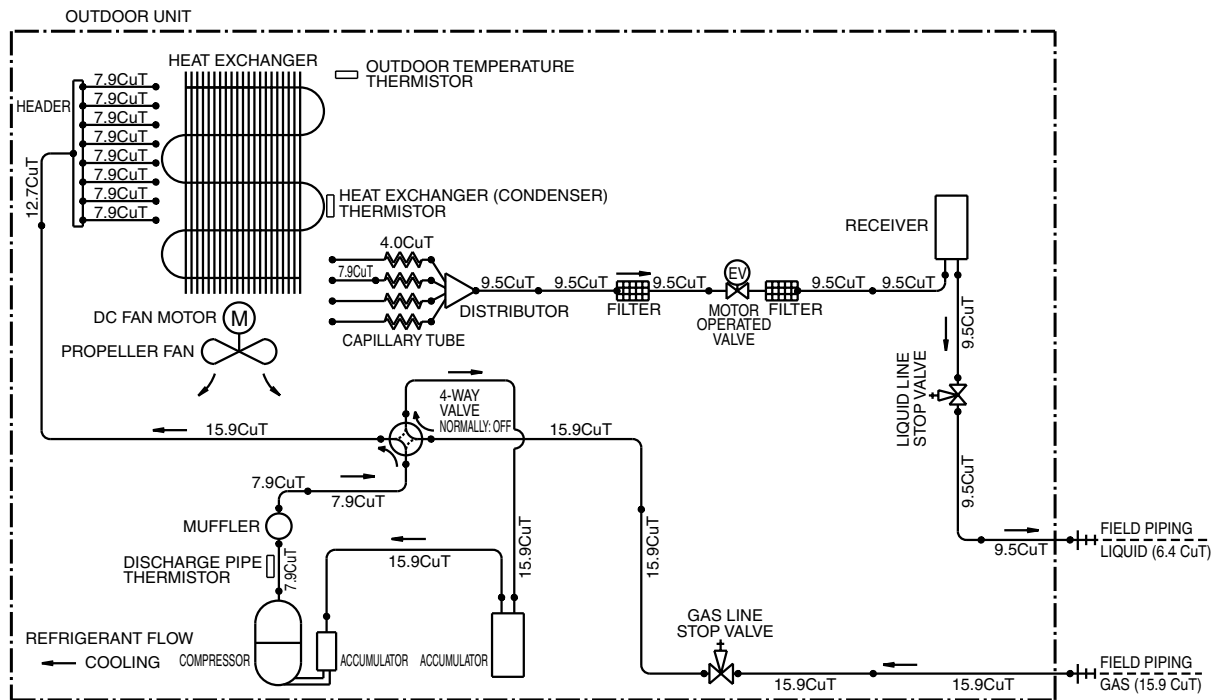 OUTDOOR UNIT
HEAT EXCHANGER
OUTDOOR TEMPERATURE
THERMISTOR
HEADER
7.9CuT
7.9CuT
7.9CuT
7.9CuT
7.9CuT
7.9CuT
7.9CuT
7.9CuT
12.7CuT
HEAT EXCHANGER (CONDENSER)
THERMISTOR
RECEIVER
4.0CuT
7.9CuT
9.5CuT
9.5CuT
9.5CuT
EV
9.5CuT
9.5CuT
DISTRIBUTOR
FILTER
MOTOR
OPERATED
VALVE
FILTER
CAPILLARY TUBE
DC FAN MOTOR
M
PROPELLER FAN
9.5CuT
LIQUID LINE
STOP VALVE
9.5CuT
4-WAY
VALVE
NORMALLY: OFF
15.9CuT
15.9CuT
7.9CuT
7.9CuT
MUFFLER
DISCHARGE PIPE
THERMISTOR
7.9CuT
15.9CuT
15.9CuT
15.9CuT
9.5CuT
FIELD PIPING
LIQUID (6.4 CuT)
GAS LINE
STOP VALVE
REFRIGERANT FLOW
COOLING
COMPRESSOR
ACCUMULATOR
ACCUMULATOR
15.9CuT
15.9CuT
FIELD PIPING
GAS (15.9 CuT)